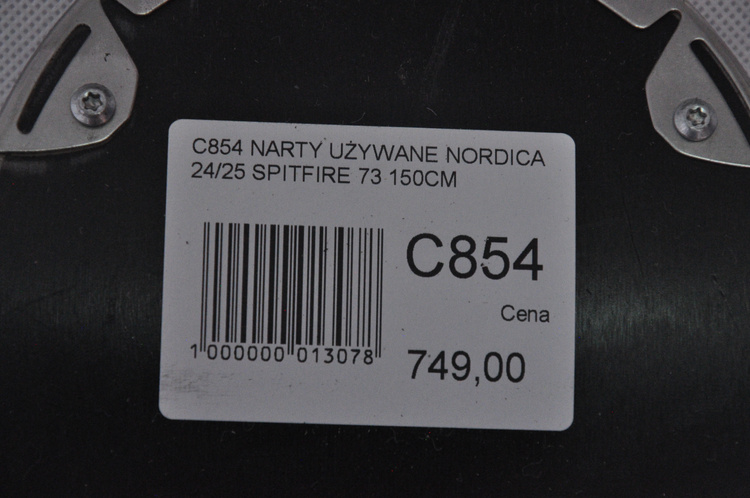 C854 NARTY UŻYWANE NORDICA
24/25 SPITFIRE 73 150CM
C854
Cena
1 000000 013078
749,00